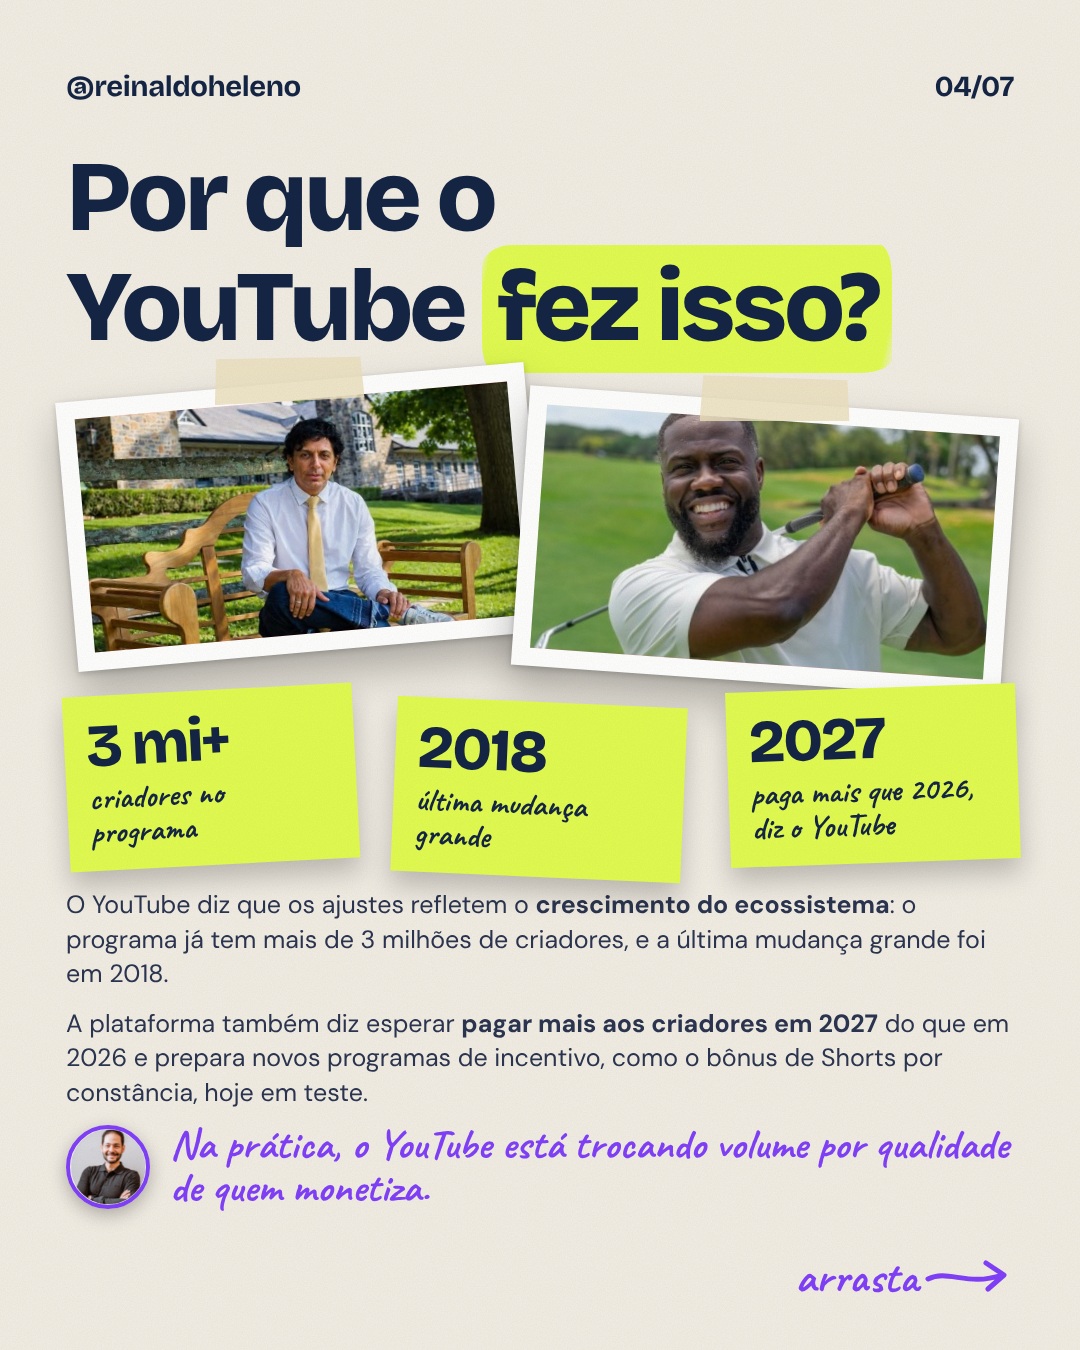 @reinaldoheleno
04/07
Por que o
YouTube fez isso?
3 mi+
criadores no
programa
2018
última mudança
grande
2027
paga mais que 2026,
diz o YouTube
O YouTube diz que os ajustes refletem o crescimento do ecossistema: o
programa já tem mais de 3 milhões de criadores, e a última mudança grande foi
em 2018.
A plataforma também diz esperar pagar mais aos criadores em 2027 do que em
2026 e prepara novos programas de incentivo, como o bônus de Shorts por
constância, hoje em teste.
Na prática, o YouTube está trocando volume por qualidade
de quem monetiza.
arrasta